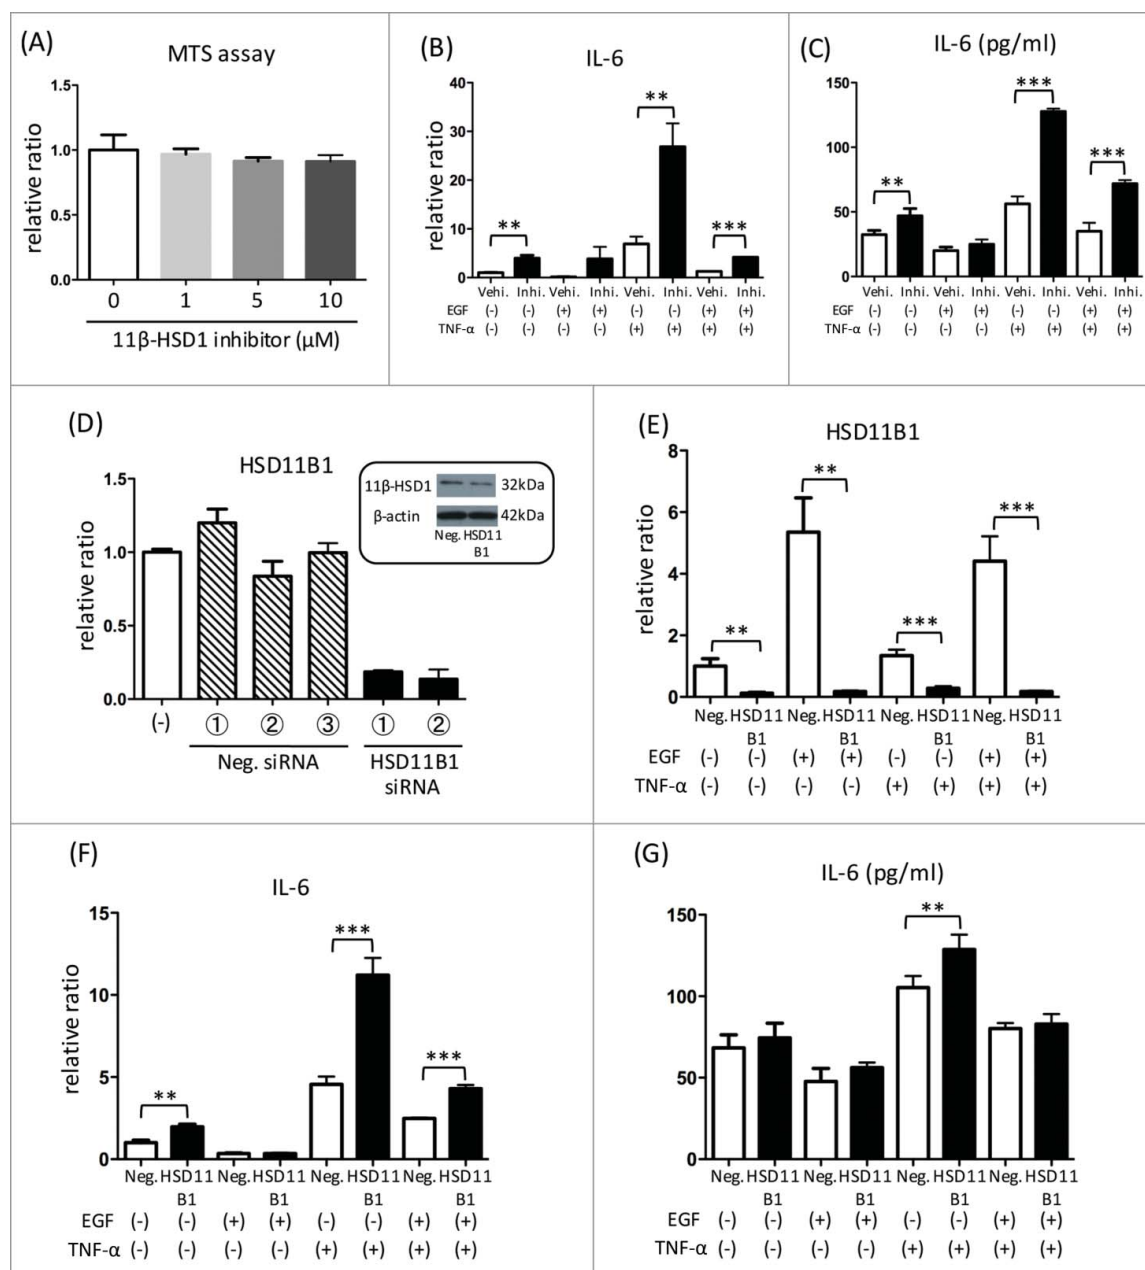 (A)
MTS assay
relative ratio
1.5
1.0
0.5
0.0
0 1 5 10
11β-HSD1 inhibitor (μM)
(B)
IL-6
relative ratio
40
30
20
10
0
** ** ***
Vehi. Inhi. Vehi. Inhi. Vehi. Inhi. Vehi. Inhi.
EGF (-) (-) (+) (+) (-) (-) (+) (+)
TNF-α (-) (-) (-) (-) (+) (+) (+) (+)
(C)
IL-6 (pg/ml)
150
100
50
0
** *** ***
Vehi. Inhi. Vehi. Inhi. Vehi. Inhi. Vehi. Inhi.
EGF (-) (-) (+) (+) (-) (-) (+) (+)
TNF-α (-) (-) (-) (-) (+) (+) (+) (+)
(D)
HSD11B1
relative ratio
1.5
1.0
0.5
0.0
11β-HSD1 32kDa
β-actin 42kDa
Neg. HSD11
B1
(-) ① ② ③ ① ②
Neg. siRNA HSD11B1
siRNA
(E)
HSD11B1
relative ratio
8
6
4
2
0
** ** *** ***
Neg. HSD11 Neg. HSD11 Neg. HSD11 Neg. HSD11
B1 B1 B1 B1
EGF (-) (-) (+) (+) (-) (-) (+) (+)
TNF-α (-) (-) (-) (-) (+) (+) (+) (+)
(F)
IL-6
relative ratio
15
10
5
0
** *** ***
Neg. HSD11 Neg. HSD11 Neg. HSD11 Neg. HSD11
B1 B1 B1 B1
EGF (-) (-) (+) (+) (-) (-) (+) (+)
TNF-α (-) (-) (-) (-) (+) (+) (+) (+)
(G)
IL-6 (pg/ml)
150
100
50
0
**
Neg. HSD11 Neg. HSD11 Neg. HSD11 Neg. HSD11
B1 B1 B1 B1
EGF (-) (-) (+) (+) (-) (-) (+) (+)
TNF-α (-) (-) (-) (-) (+) (+) (+) (+)